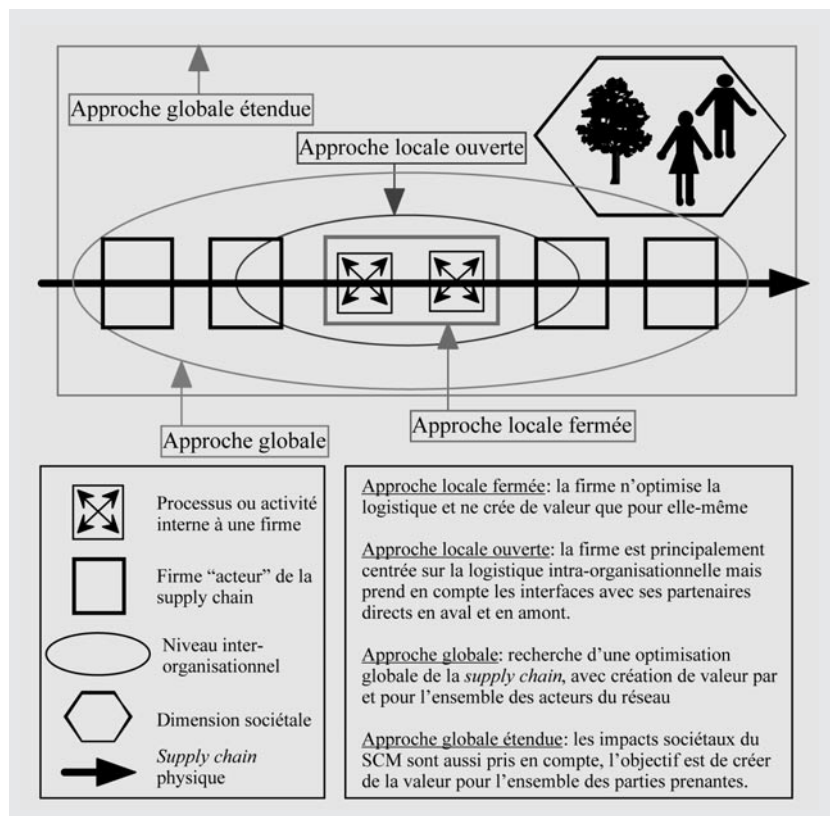 Approche globale étendue
Approche locale ouverte
Approche globale
Approche locale fermée
Processus ou activité
interne à une firme
Firme “acteur” de la
supply chain
Niveau inter-
organisationnel
Dimension sociétale
Supply chain
physique
Approche locale fermée: la firme n’optimise la
logistique et ne crée de valeur que pour elle-même
Approche locale ouverte: la firme est principalement
centrée sur la logistique intra-organisationnelle mais
prend en compte les interfaces avec ses partenaires
directs en aval et en amont.
Approche globale: recherche d’une optimisation
globale de la supply chain, avec création de valeur par
et pour l’ensemble des acteurs du réseau
Approche globale étendue: les impacts sociétaux du
SCM sont aussi pris en compte, l’objectif est de créer
de la valeur pour l’ensemble des parties prenantes.